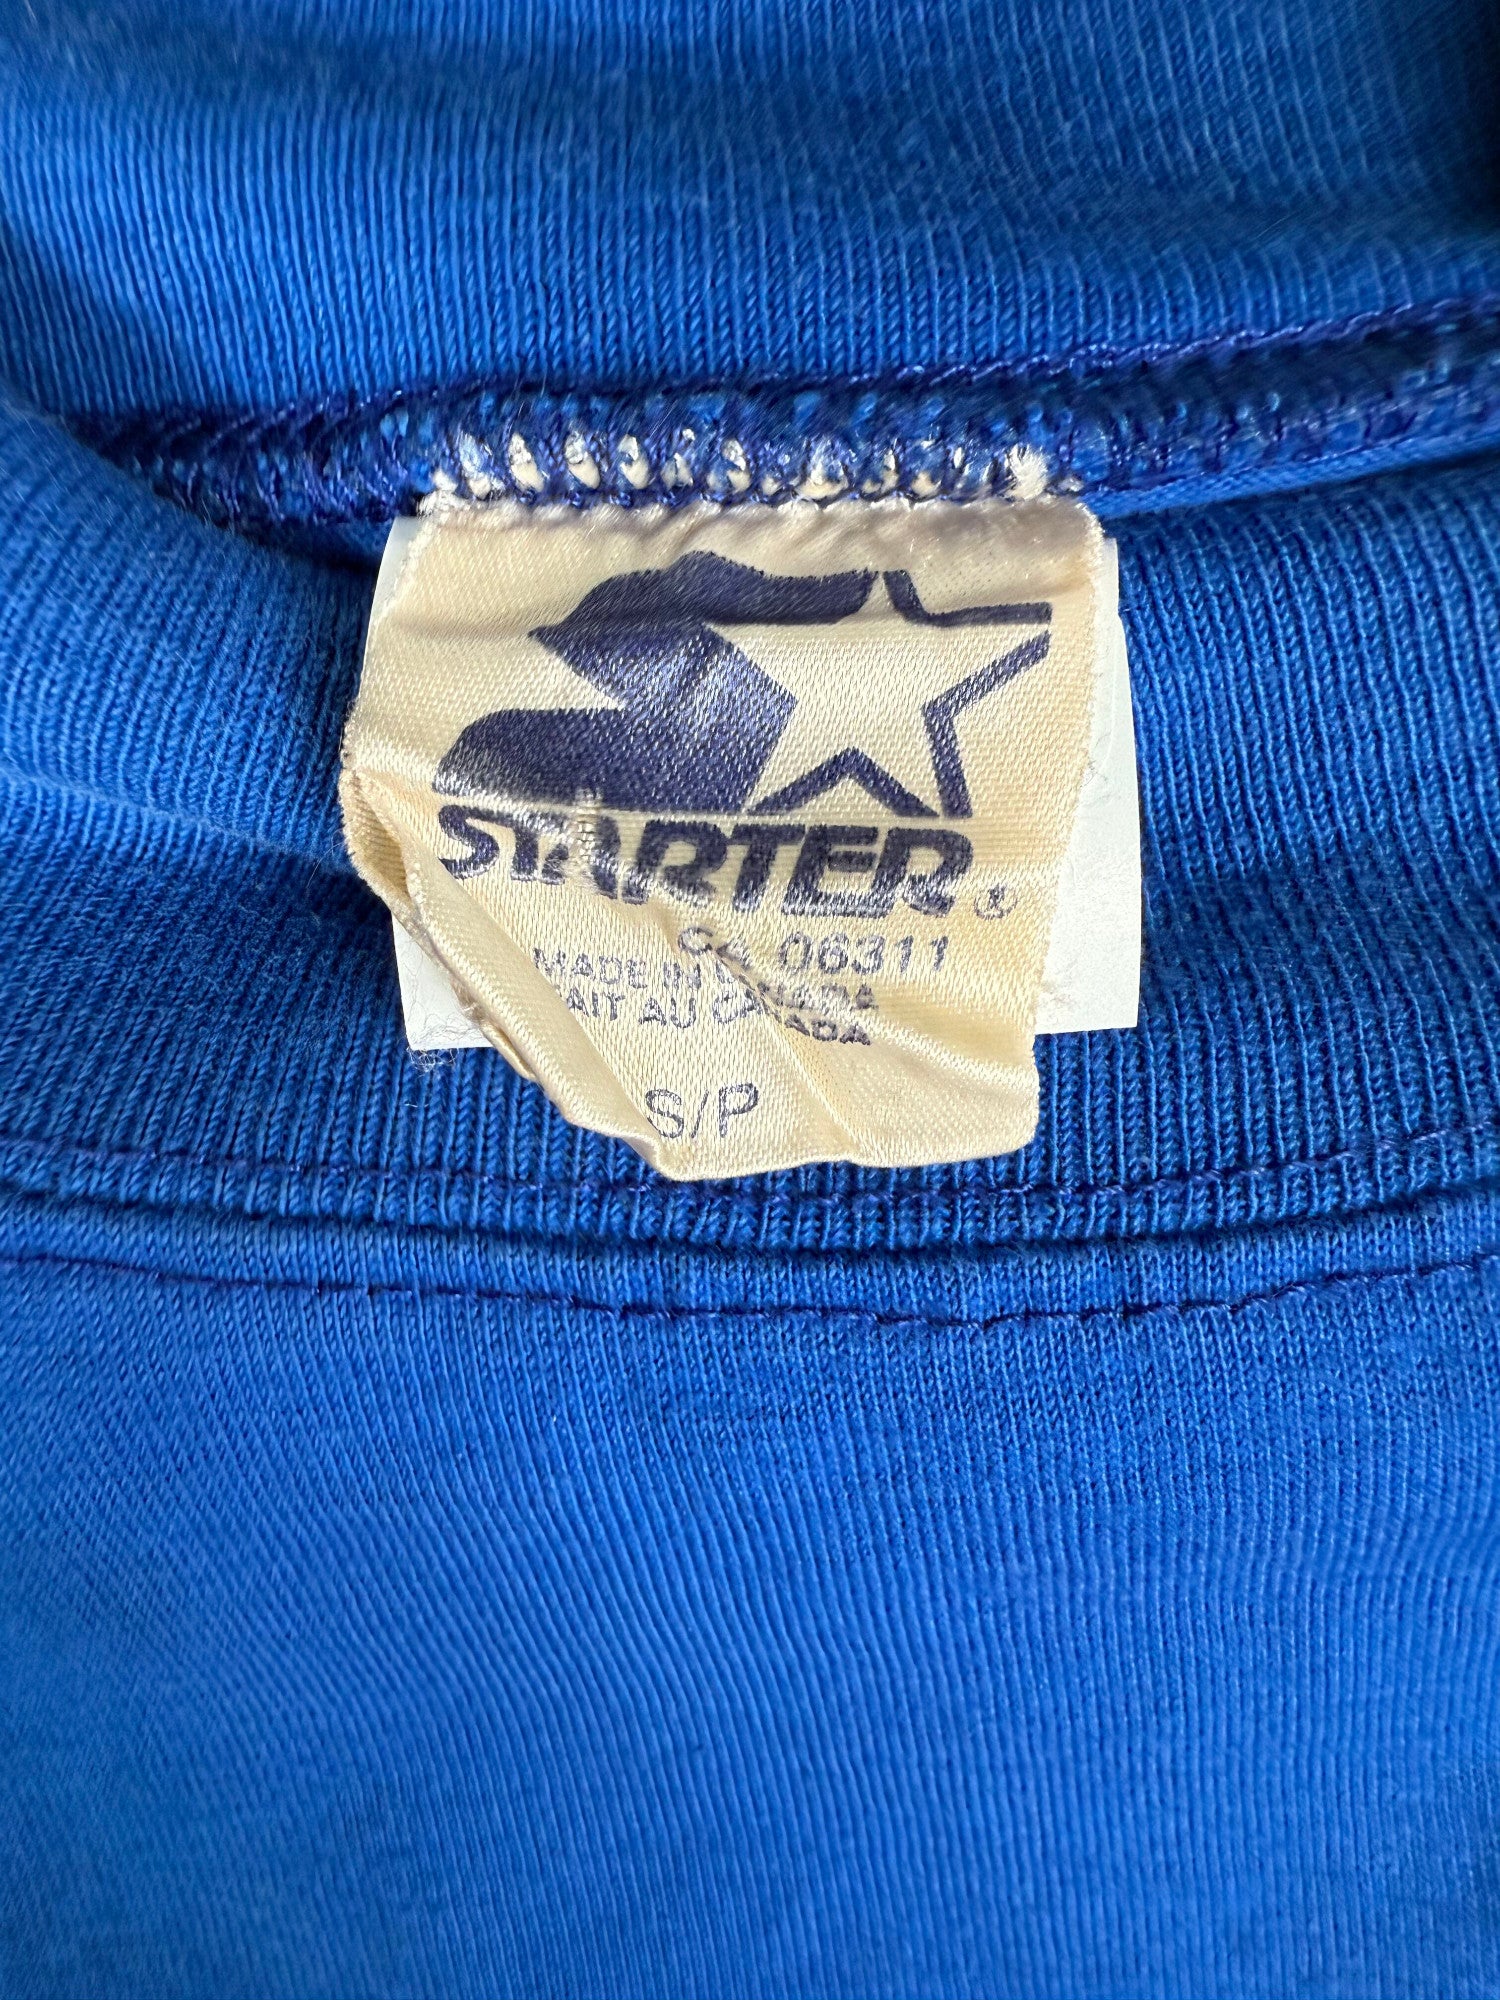 STARTER ®
CA 06311
MADE IN CANADA
FAIT AU CANADA
S/P